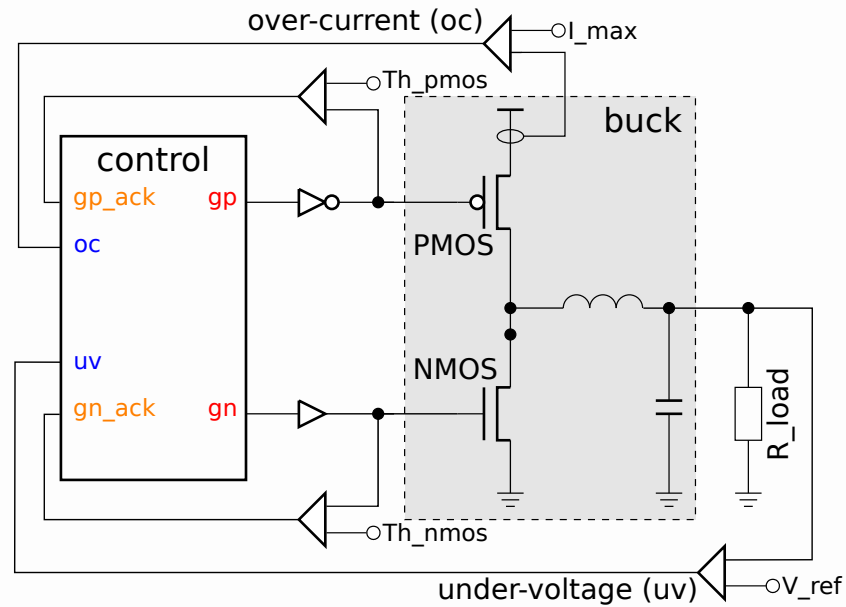 over-current (oc)
I_max
Th_pmos
buck
control
gp_ack
gp
oc
PMOS
uv
NMOS
gn_ack
gn
R_load
Th_nmos
under-voltage (uv)
V_ref